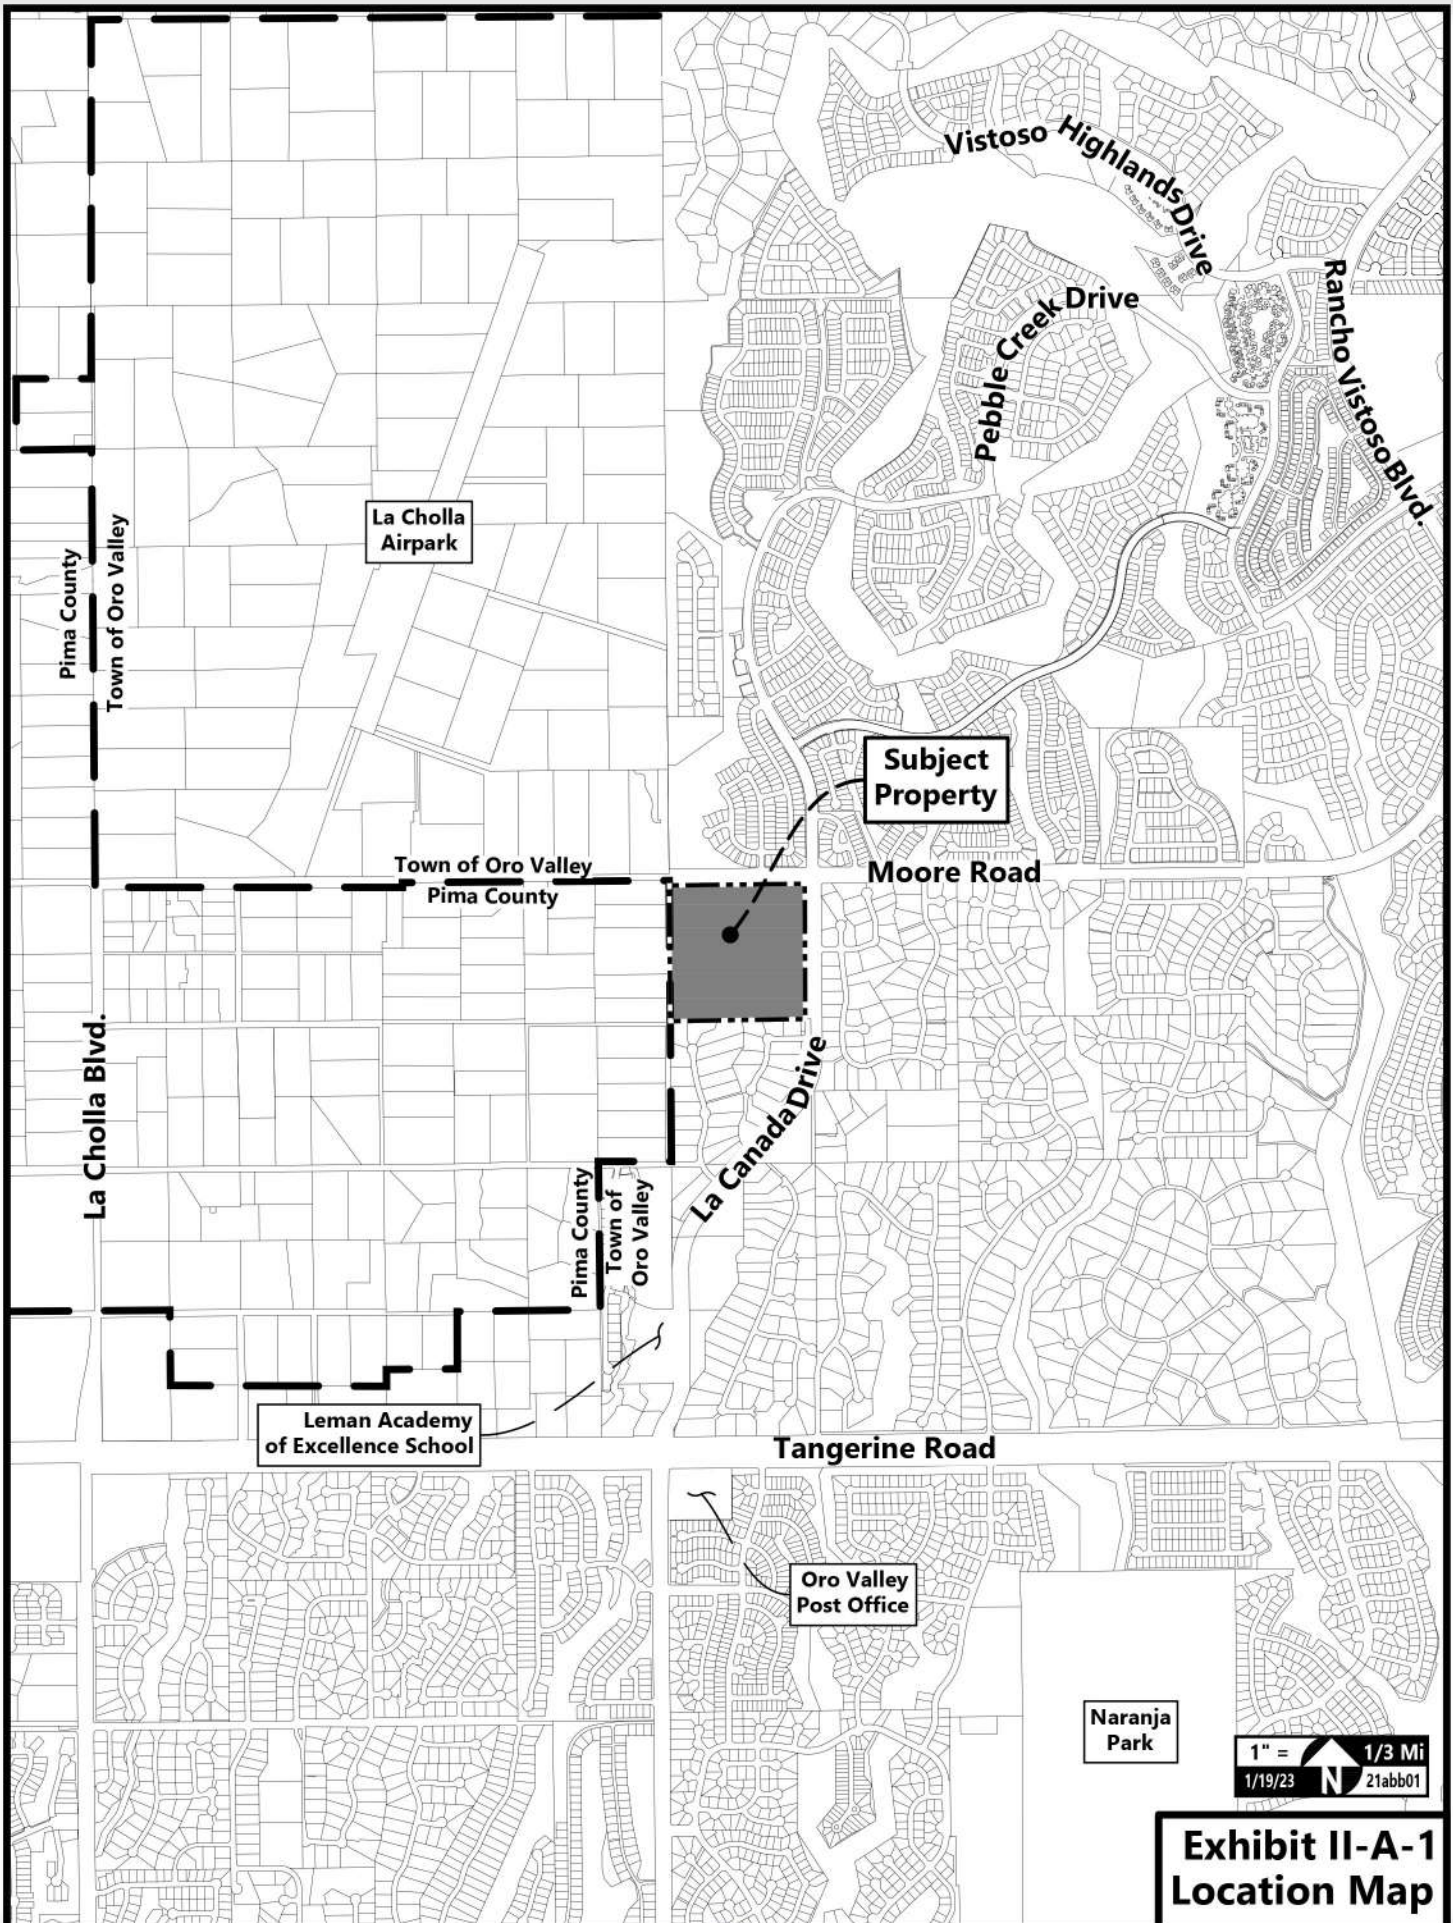 Vistoso Highlands Drive
Pebble Creek Drive
Rancho Vistoso Blvd.
La Cholla
Airpark
Pima County
Town of Oro Valley
Subject
Property
Town of Oro Valley
Pima County
Moore Road
La Cholla Blvd.
La Canada Drive
Pima County
Town of
Oro Valley
Leman Academy
of Excellence School
Tangerine Road
Oro Valley
Post Office
Naranja
Park
1" = 1/3 Mi
1/19/23 N 21abb01
Exhibit II-A-1
Location Map